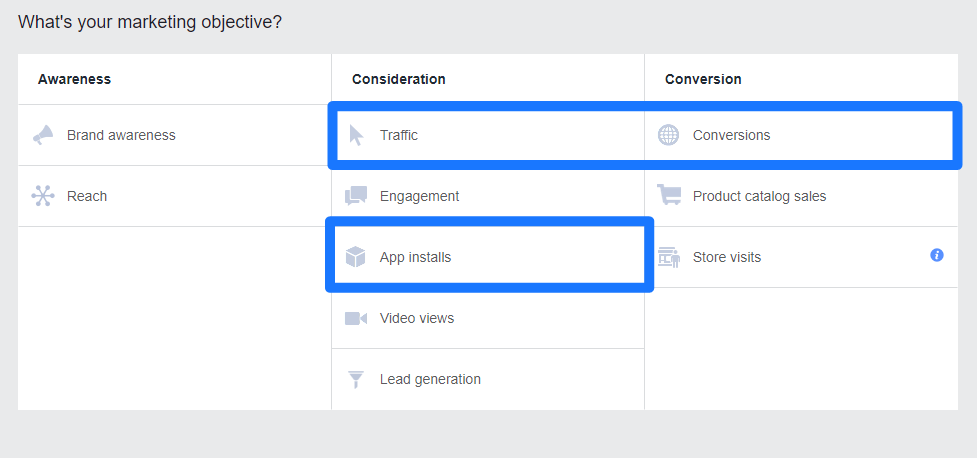 What's your marketing objective?
Awareness
Consideration
Conversion
Brand awareness
Traffic
Conversions
Reach
Engagement
Product catalog sales
App installs
Store visits
i
Video views
Lead generation